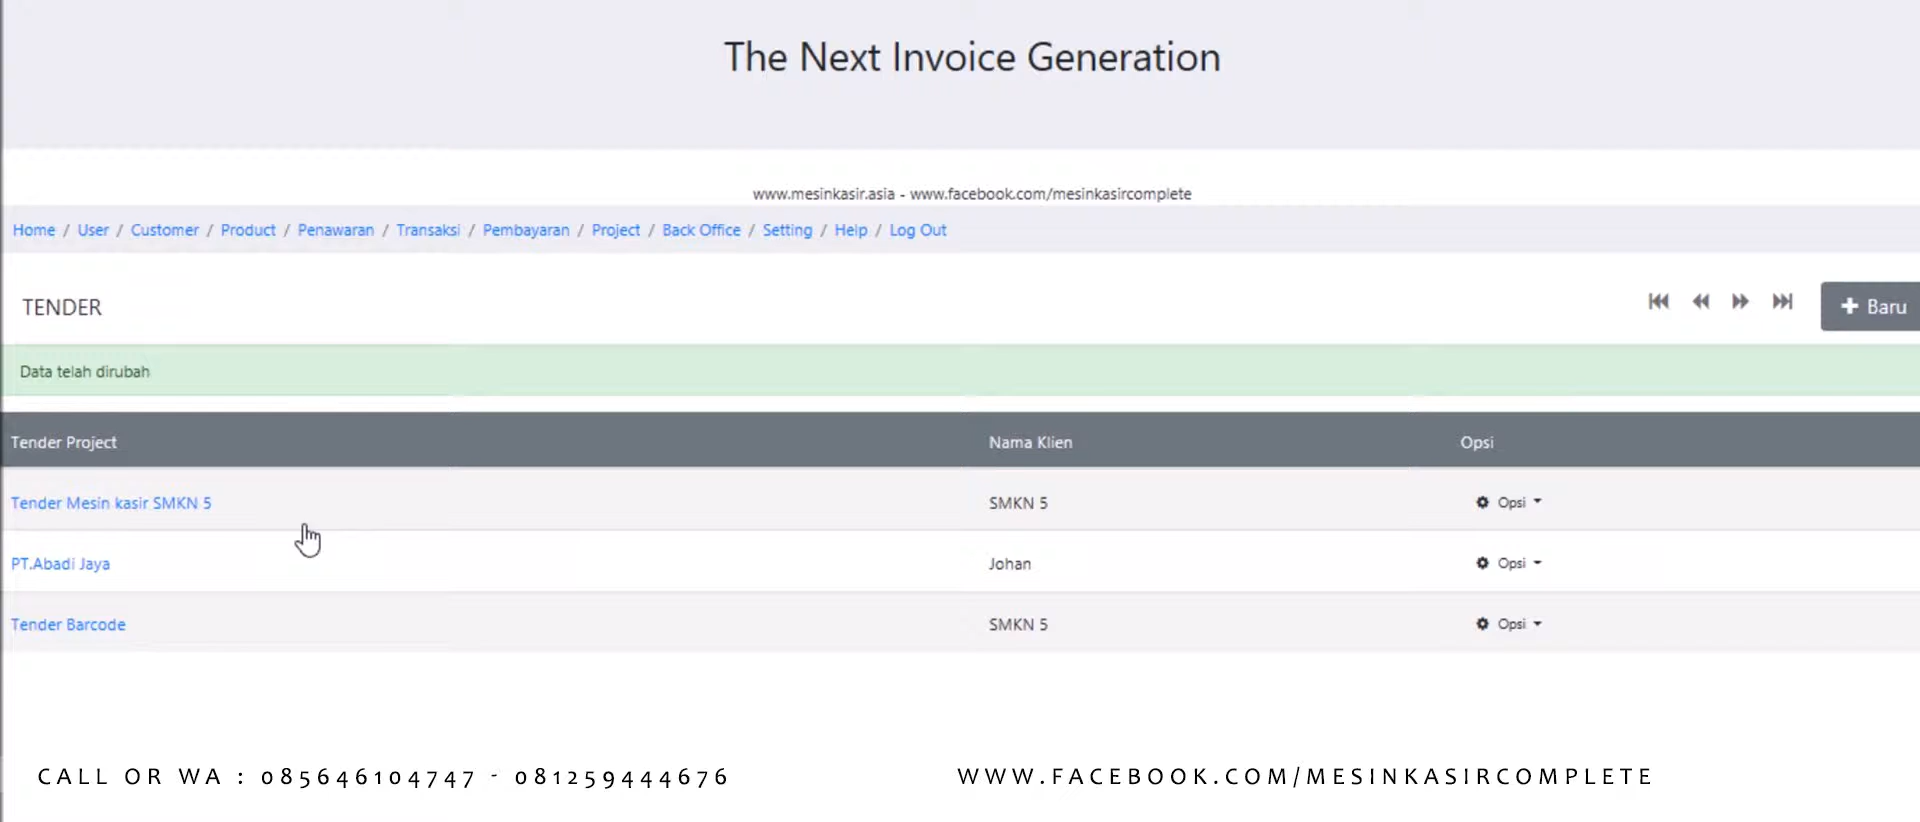 The Next Invoice Generation
www.mesinkasir.asia - www.facebook.com/mesinkasircomplete
Home / User / Customer / Product / Penawaran / Transaksi / Pembayaran / Project / Back Office / Setting / Help / Log Out
TENDER
+ Baru
Data telah dirubah
Tender Project Nama Klien Opsi
Tender Mesin kasir SMKN 5 SMKN 5 Opsi
PT.Abadi Jaya Johan Opsi
Tender Barcode SMKN 5 Opsi
CALL OR WA : 085646104747 - 081259444676 WWW.FACEBOOK.COM/MESINKASIRCOMPLETE